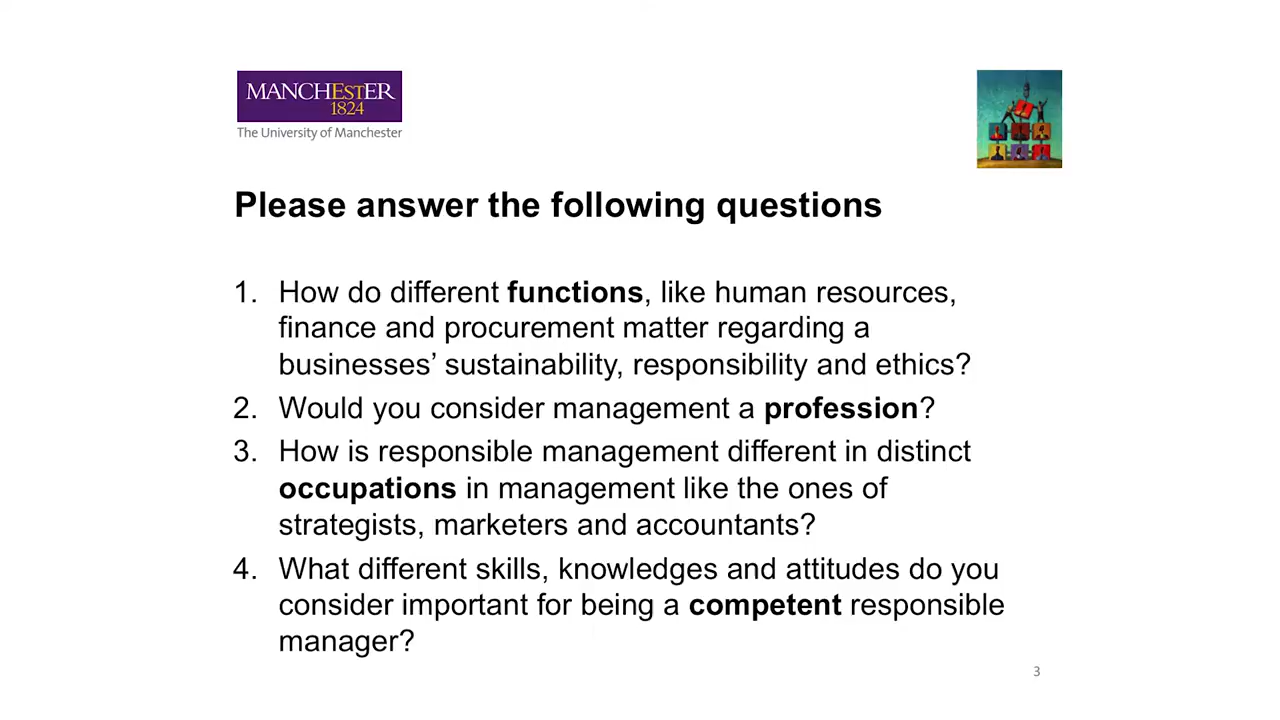 MANCHESTER
1824
The University of Manchester
Please answer the following questions
1. How do different functions, like human resources,
finance and procurement matter regarding a
businesses’ sustainability, responsibility and ethics?
2. Would you consider management a profession?
3. How is responsible management different in distinct
occupations in management like the ones of
strategists, marketers and accountants?
4. What different skills, knowledges and attitudes do you
consider important for being a competent responsible
manager?
3